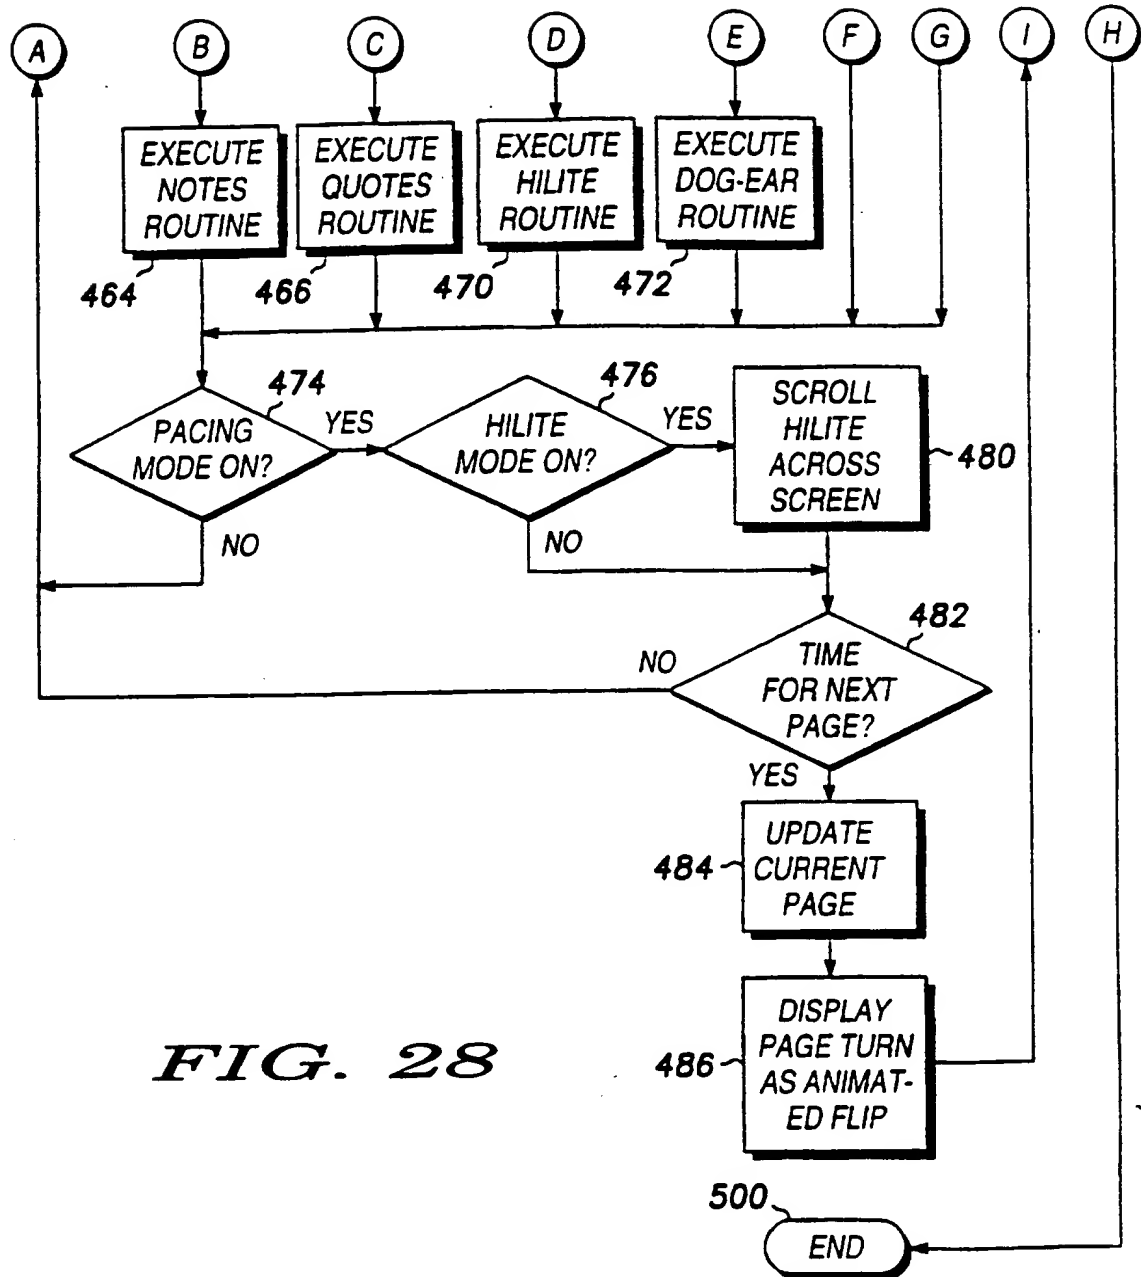 A B C D E F G I H
EXECUTE
NOTES
ROUTINE
EXECUTE
QUOTES
ROUTINE
EXECUTE
HILITE
ROUTINE
EXECUTE
DOG-EAR
ROUTINE
464
466
470
472
PACING
MODE ON?
474
YES
NO
HILITE
MODE ON?
476
YES
NO
SCROLL
HILITE
ACROSS
SCREEN
480
TIME
FOR NEXT
PAGE?
482
NO
YES
UPDATE
CURRENT
PAGE
484
DISPLAY
PAGE TURN
AS ANIMAT-
ED FLIP
486
FIG. 28
500
END